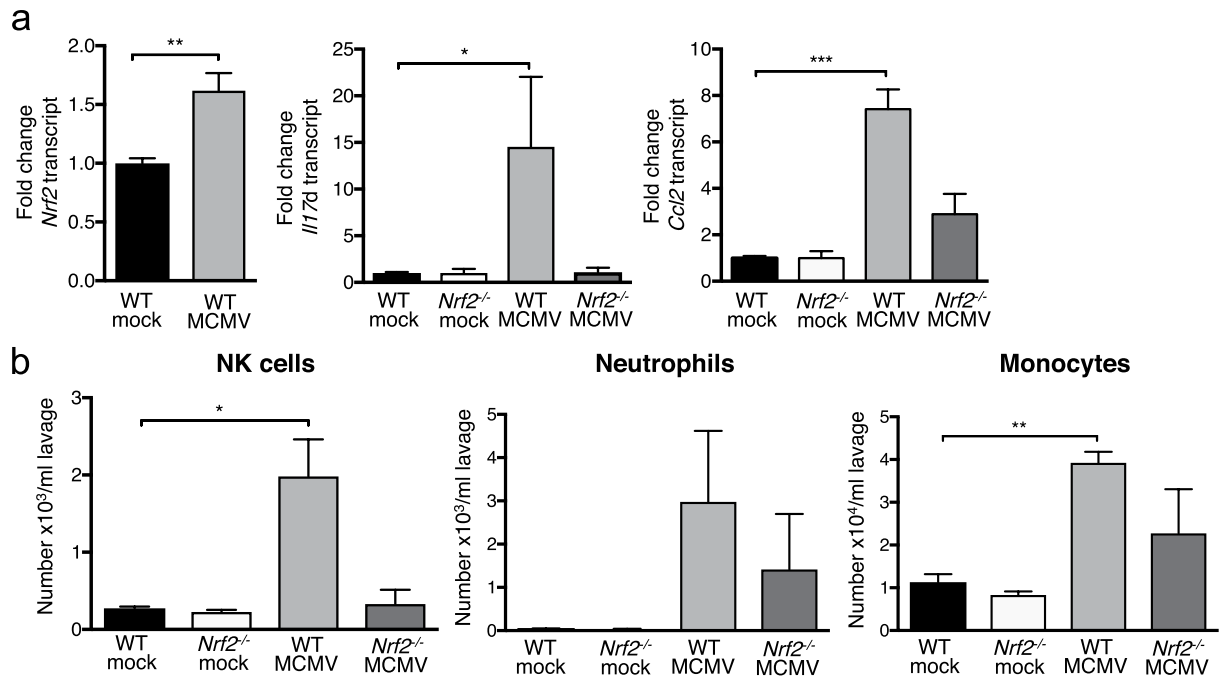 a
Fold change
Nrf2 transcript
2.0
1.5
1.0
0.5
0.0
**
WT
mock
WT
MCMV
Fold change
Il17d transcript
25
20
15
10
5
0
*
WT
mock
Nrf2-/-
mock
WT
MCMV
Nrf2-/-
MCMV
Fold change
Ccl2 transcript
10
8
6
4
2
0
***
WT
mock
Nrf2-/-
mock
WT
MCMV
Nrf2-/-
MCMV
b
NK cells
Number x10³/ml lavage
3
2
1
0
*
WT
mock
Nrf2-/-
mock
WT
MCMV
Nrf2-/-
MCMV
Neutrophils
Number x10³/ml lavage
5
4
3
2
1
0
WT
mock
Nrf2-/-
mock
WT
MCMV
Nrf2-/-
MCMV
Monocytes
Number x10⁴/ml lavage
5
4
3
2
1
0
**
WT
mock
Nrf2-/-
mock
WT
MCMV
Nrf2-/-
MCMV